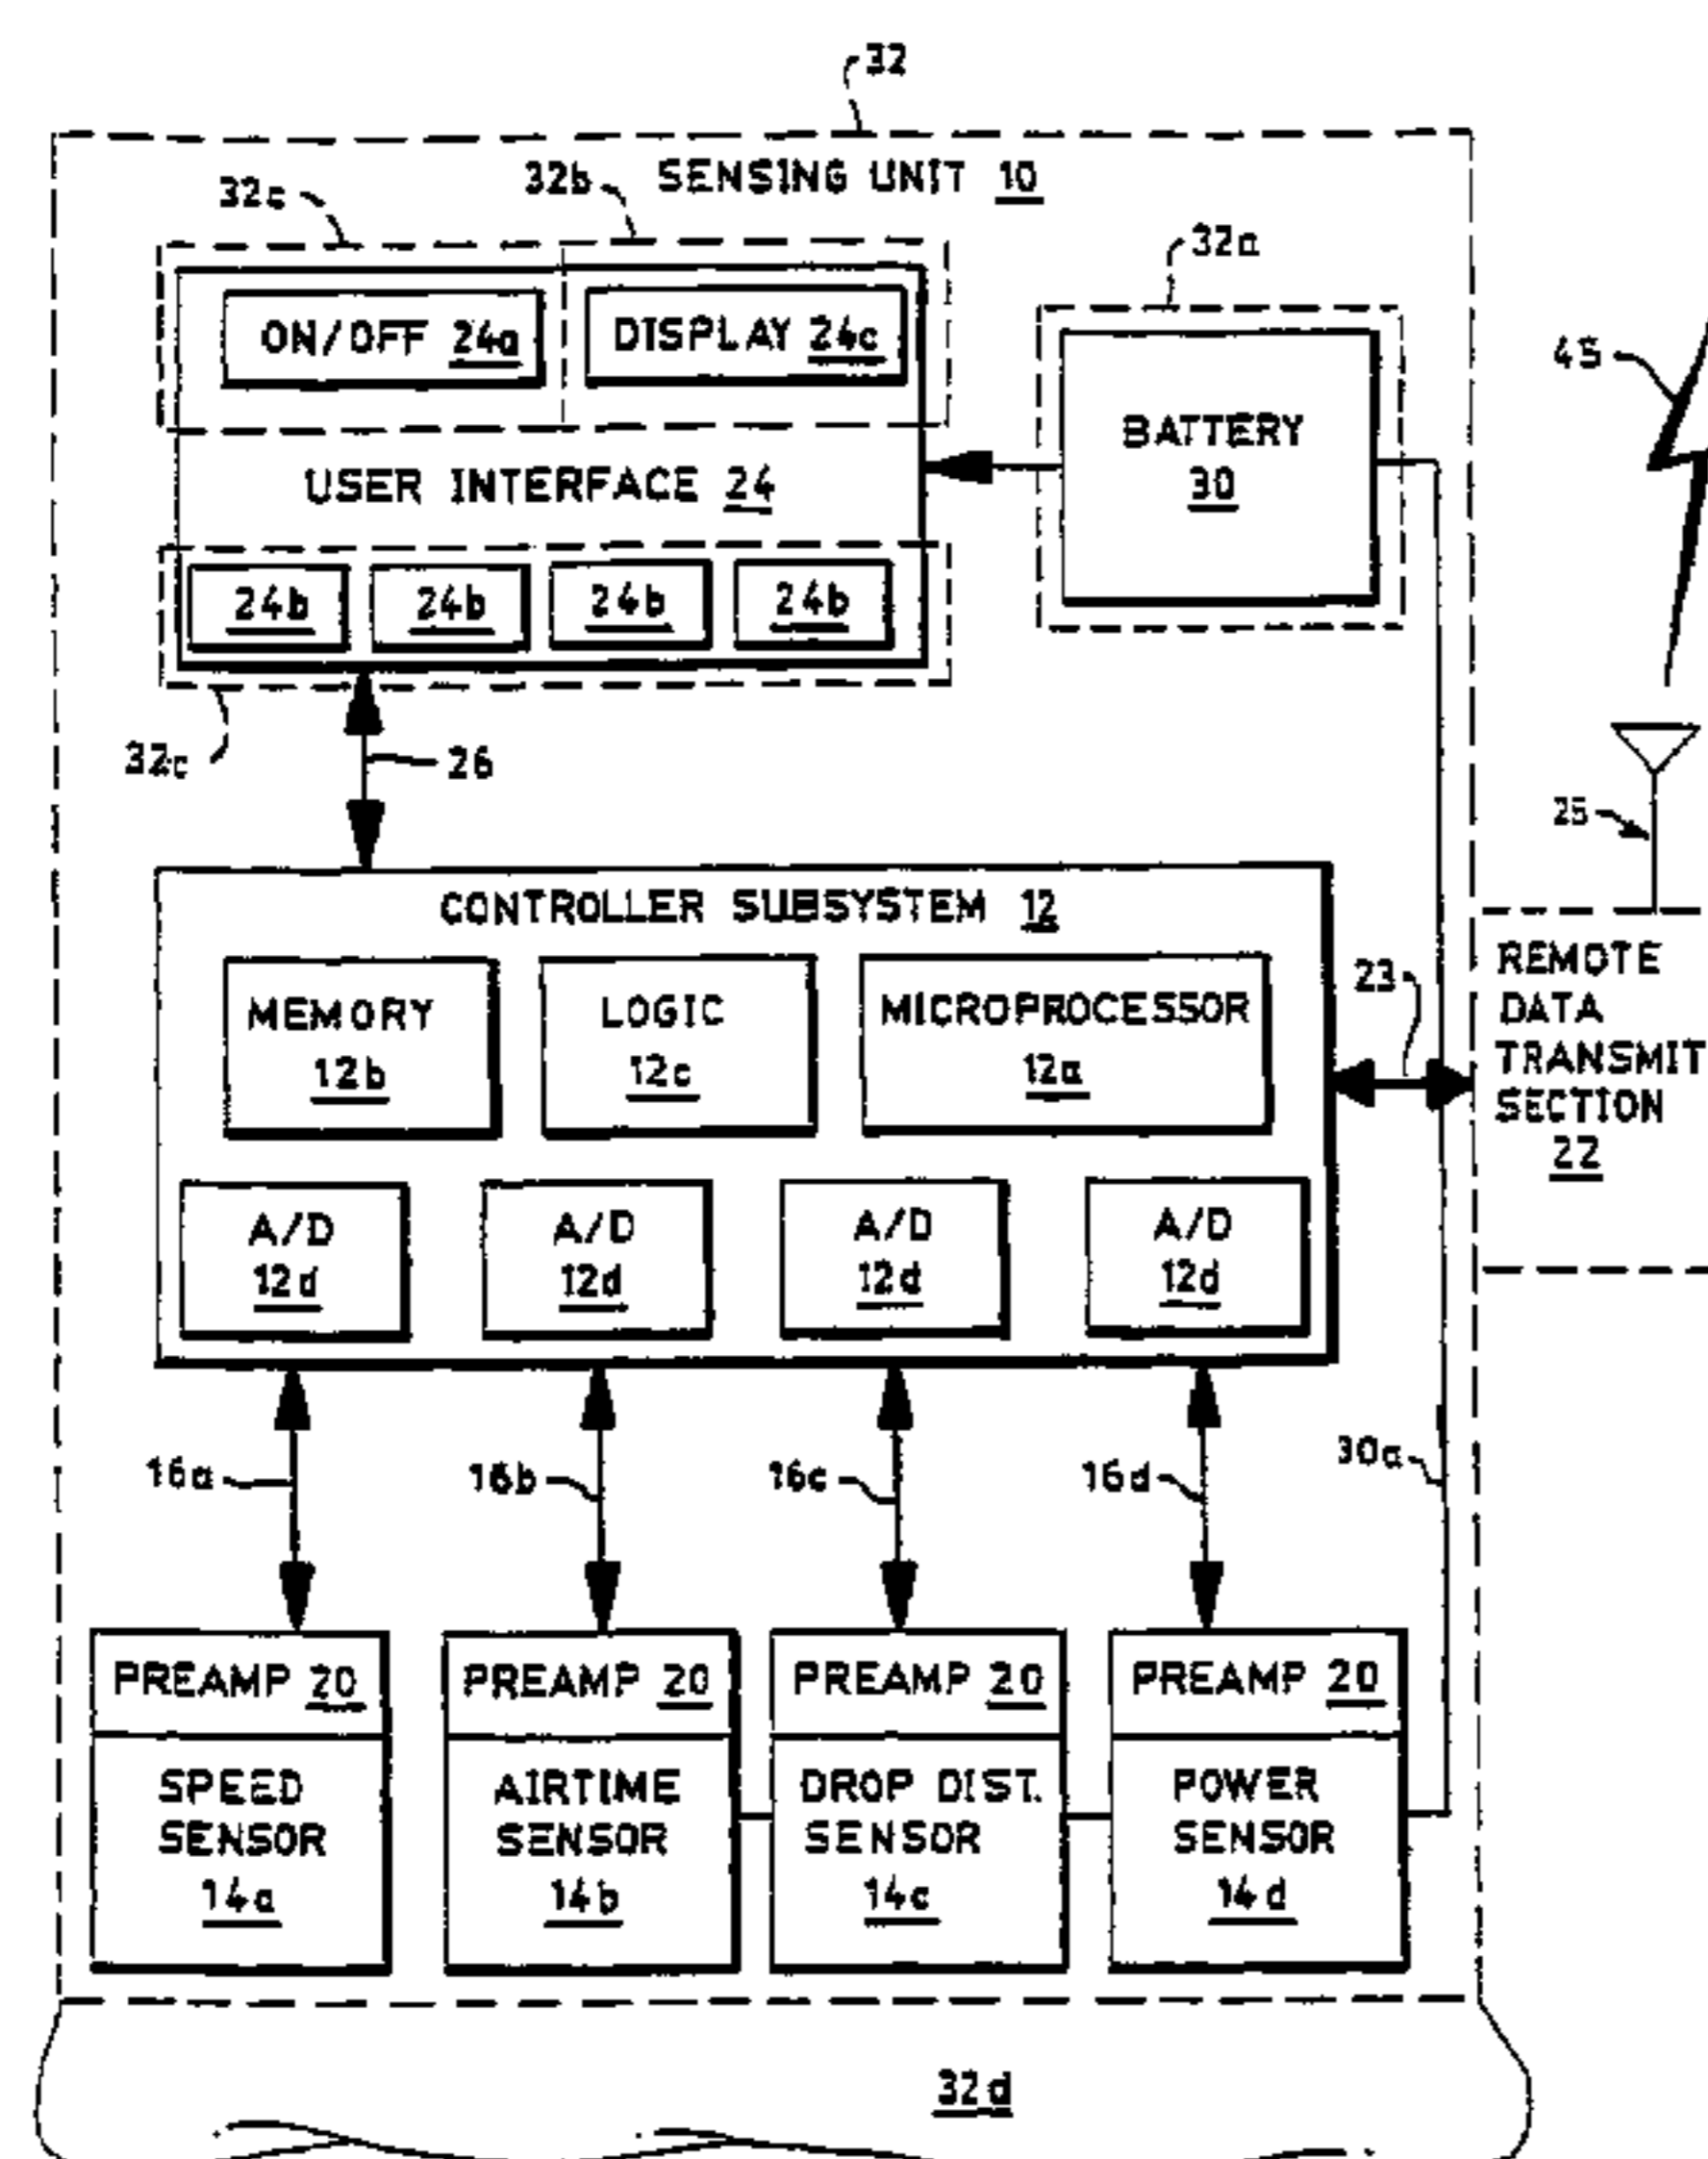 32
SENSING UNIT 10
32c
32b
32a
ON/OFF 24a
DISPLAY 24c
BATTERY
30
45
USER INTERFACE 24
24b 24b 24b 24b
32c
26
25
CONTROLLER SUBSYSTEM 12
MEMORY
12b
LOGIC
12c
MICROPROCESSOR
12a
23
REMOTE
DATA
TRANSMIT
SECTION
22
A/D
12d
A/D
12d
A/D
12d
A/D
12d
16a
16b
16c
16d
30a
PREAMP 20
SPEED
SENSOR
14a
PREAMP 20
AIRTIME
SENSOR
14b
PREAMP 20
DROP DIST.
SENSOR
14c
PREAMP 20
POWER
SENSOR
14d
32d